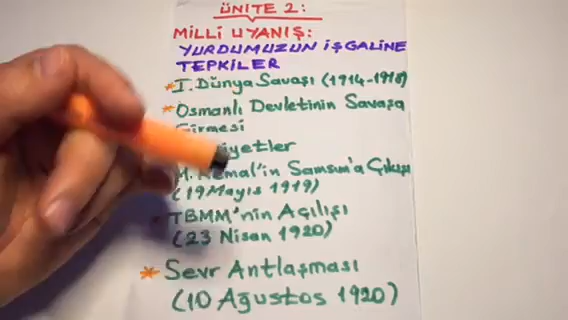 ÜNİTE 2:
MİLLİ UYANIŞ:
YURDUMUZUN İŞGALİNE
TEPKİLER
* I. Dünya Savaşı (1914-1918)
* Osmanlı Devletinin Savaşa
Girmesi
M. Kemal'in Samsun'a Çıkışı
(19 Mayıs 1919)
* TBMM'nin Açılışı
(23 Nisan 1920)
* Sevr Antlaşması
(10 Ağustos 1920)